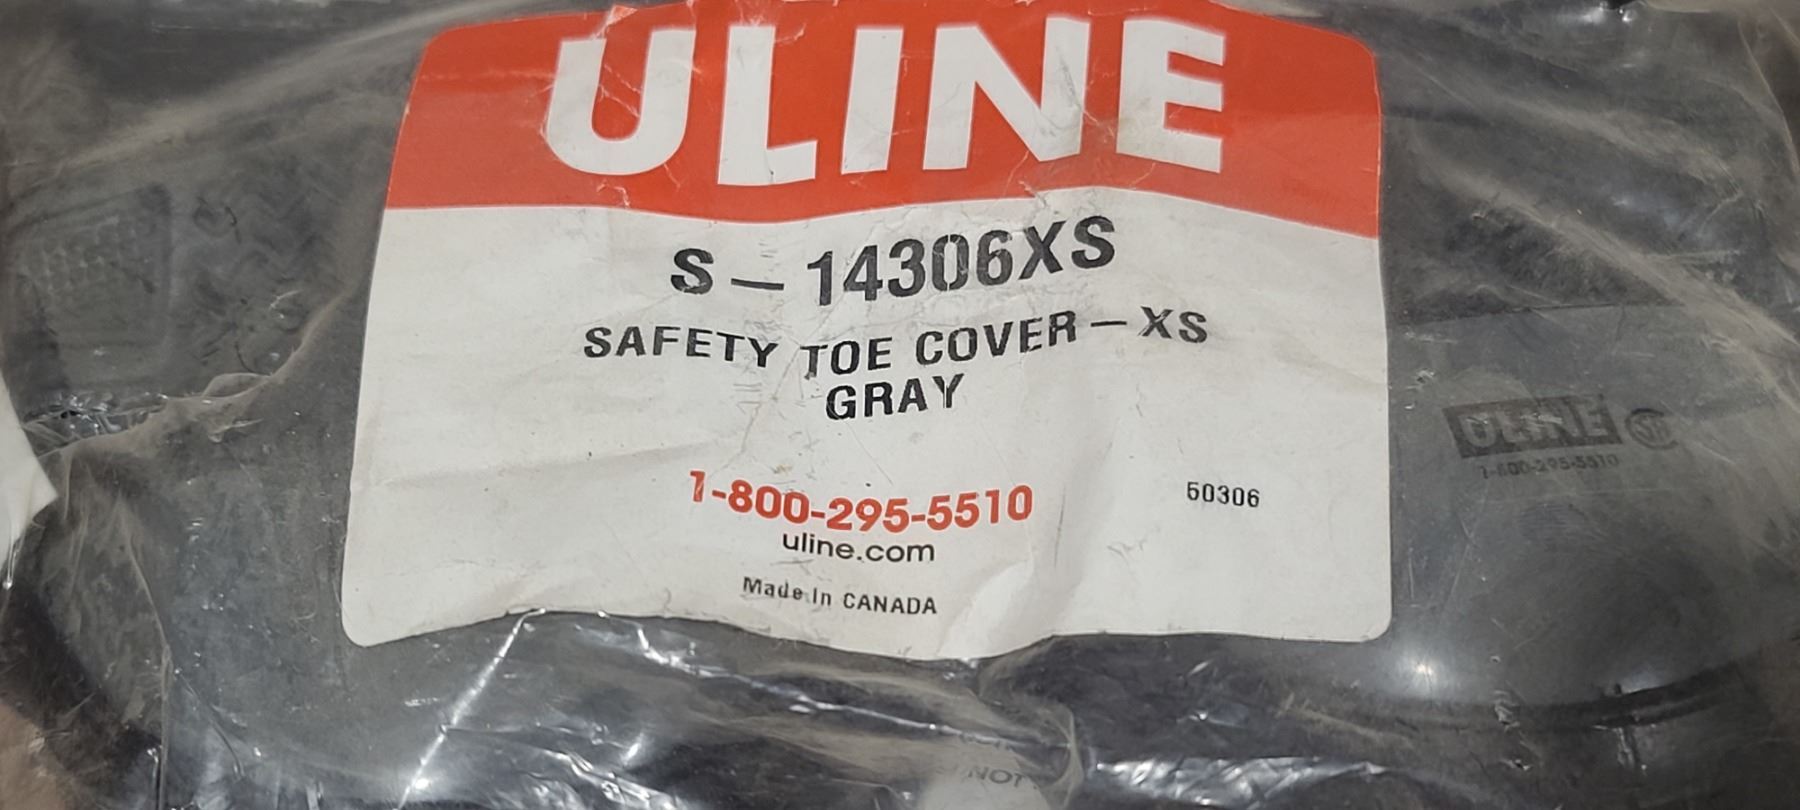 ULINE
S-14306XS
SAFETY TOE COVER-XS
GRAY
1-800-295-5510
50306
uline.com
Made In CANADA
ULINE
1-800-295-5510
NOT